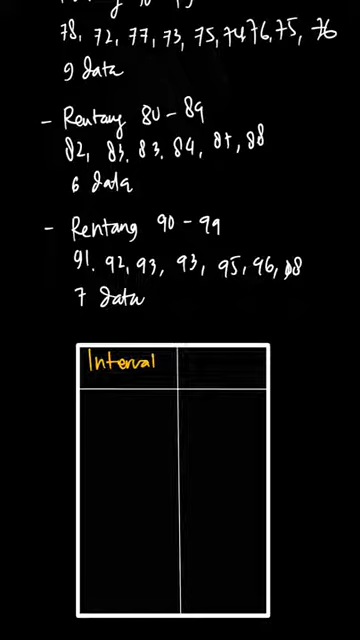 78, 72, 77, 73, 75, 74, 76, 75, 76
9 data
- Rentang 80 - 89
82, 83, 83, 84, 87, 88
6 data
- Rentang 90 - 99
91, 92, 93, 93, 95, 96, 98
7 data
Interval